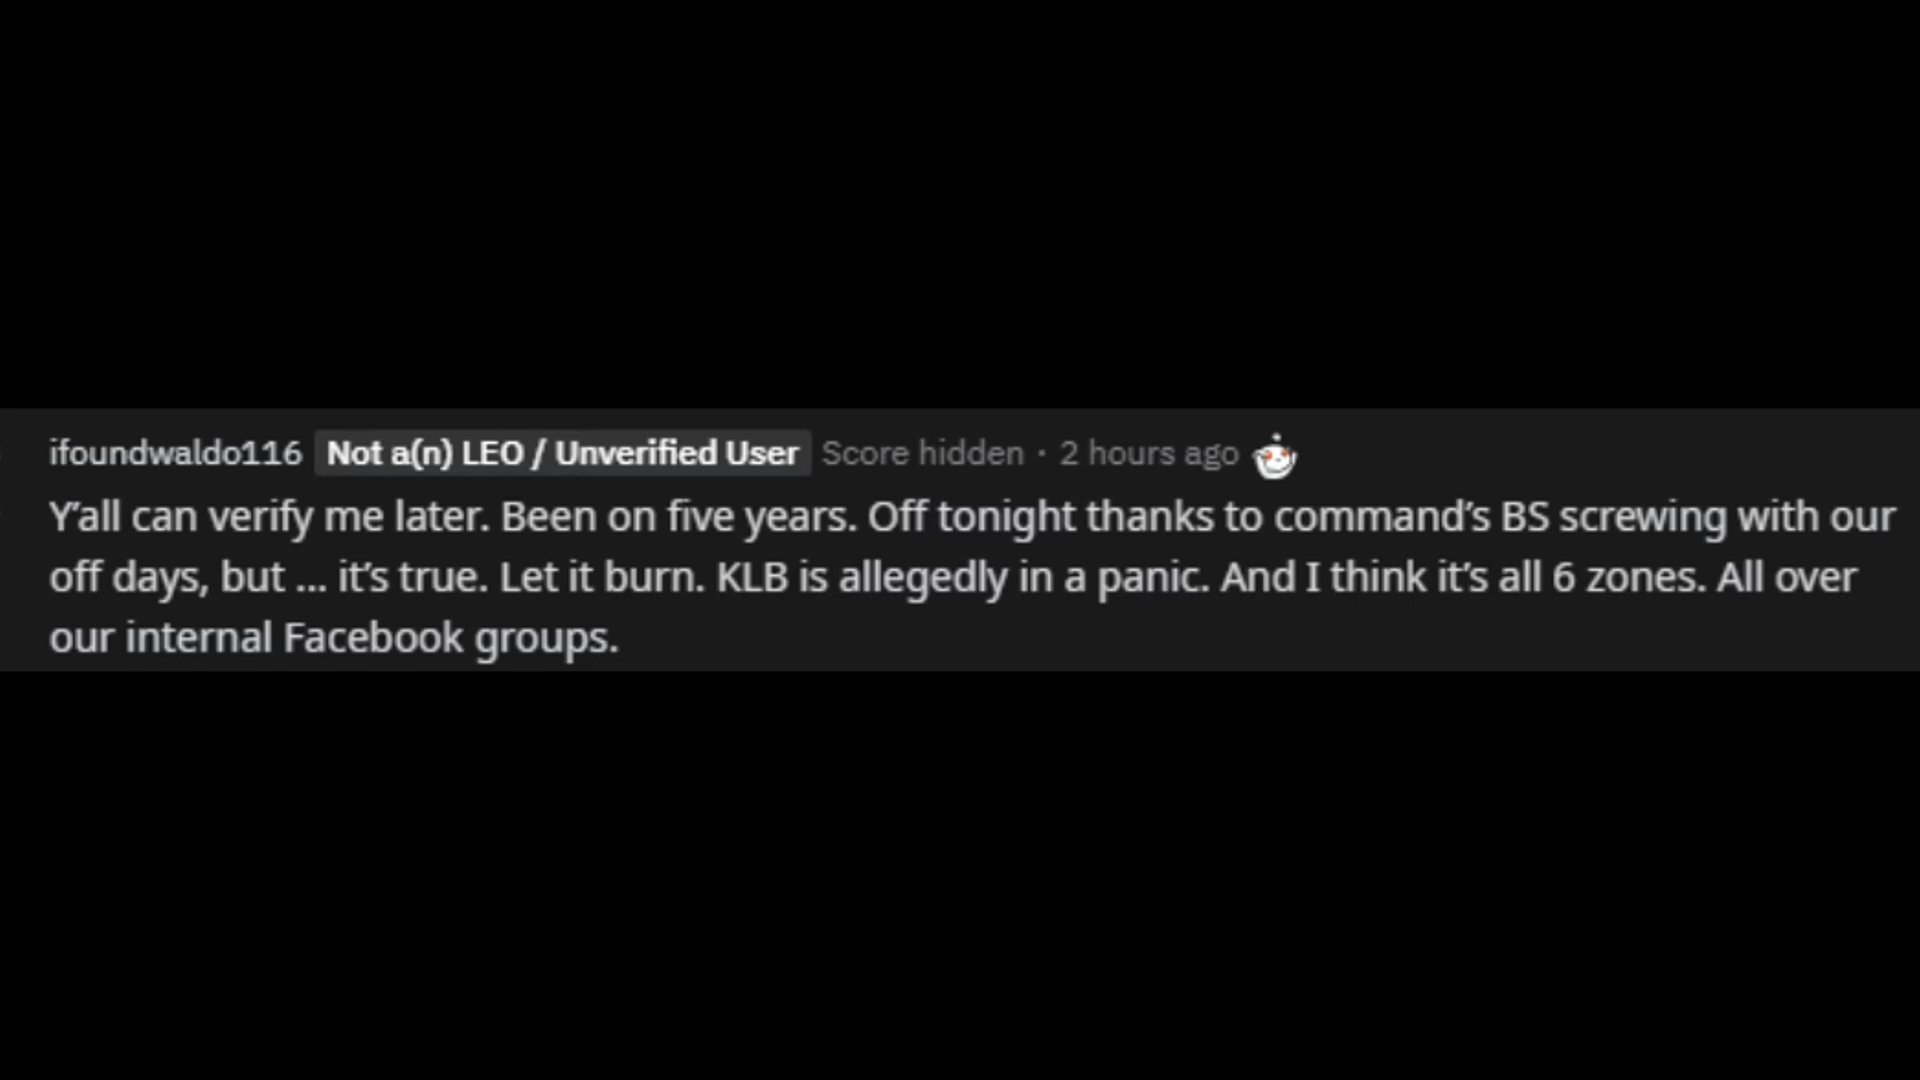 ifoundwaldo116 Not a(n) LEO / Unverified User Score hidden · 2 hours ago
Y'all can verify me later. Been on five years. Off tonight thanks to command's BS screwing with our
off days, but ... it's true. Let it burn. KLB is allegedly in a panic. And I think it's all 6 zones. All over
our internal Facebook groups.